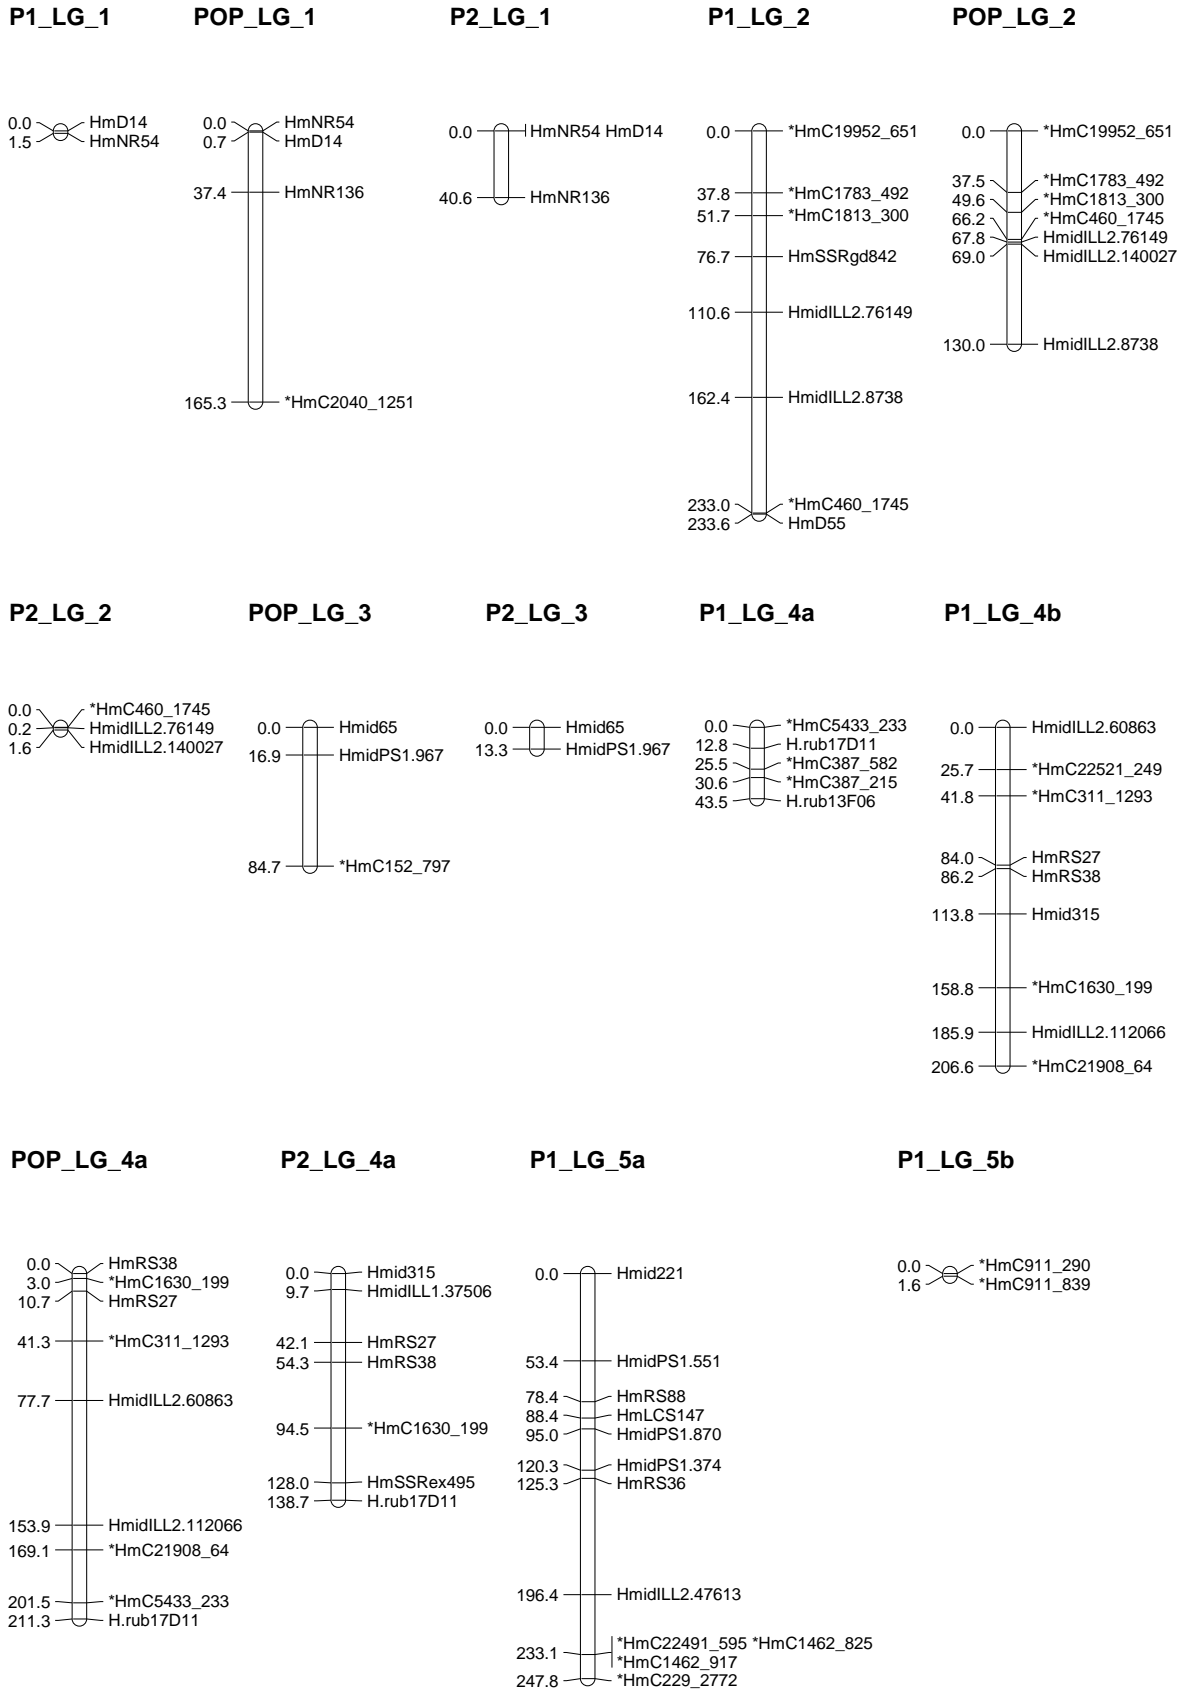 P1_LG_1
0.0 HmD14
1.5 HmNR54
POP_LG_1
0.0 HmNR54
0.7 HmD14
37.4 HmNR136
165.3 *HmC2040_1251
P2_LG_1
0.0 HmNR54 HmD14
40.6 HmNR136
P1_LG_2
0.0 *HmC19952_651
37.8 *HmC1783_492
51.7 *HmC1813_300
76.7 HmSSRgd842
110.6 HmidILL2.76149
162.4 HmidILL2.8738
233.0 *HmC460_1745
233.6 HmD55
POP_LG_2
0.0 *HmC19952_651
37.5 *HmC1783_492
49.6 *HmC1813_300
66.2 *HmC460_1745
67.8 HmidILL2.76149
69.0 HmidILL2.140027
130.0 HmidILL2.8738
P2_LG_2
0.0 *HmC460_1745
0.2 HmidILL2.76149
1.6 HmidILL2.140027
POP_LG_3
0.0 Hmid65
16.9 HmidPS1.967
84.7 *HmC152_797
P2_LG_3
0.0 Hmid65
13.3 HmidPS1.967
P1_LG_4a
0.0 *HmC5433_233
12.8 H.rub17D11
25.5 *HmC387_582
30.6 *HmC387_215
43.5 H.rub13F06
P1_LG_4b
0.0 HmidILL2.60863
25.7 *HmC22521_249
41.8 *HmC311_1293
84.0 HmRS27
86.2 HmRS38
113.8 Hmid315
158.8 *HmC1630_199
185.9 HmidILL2.112066
206.6 *HmC21908_64
POP_LG_4a
0.0 HmRS38
3.0 *HmC1630_199
10.7 HmRS27
41.3 *HmC311_1293
77.7 HmidILL2.60863
153.9 HmidILL2.112066
169.1 *HmC21908_64
201.5 *HmC5433_233
211.3 H.rub17D11
P2_LG_4a
0.0 Hmid315
9.7 HmidILL1.37506
42.1 HmRS27
54.3 HmRS38
94.5 *HmC1630_199
128.0 HmSSRex495
138.7 H.rub17D11
P1_LG_5a
0.0 Hmid221
53.4 HmidPS1.551
78.4 HmRS88
88.4 HmLCS147
95.0 HmidPS1.870
120.3 HmidPS1.374
125.3 HmRS36
196.4 HmidILL2.47613
233.1 *HmC22491_595 *HmC1462_825
*HmC1462_917
247.8 *HmC229_2772
P1_LG_5b
0.0 *HmC911_290
1.6 *HmC911_839